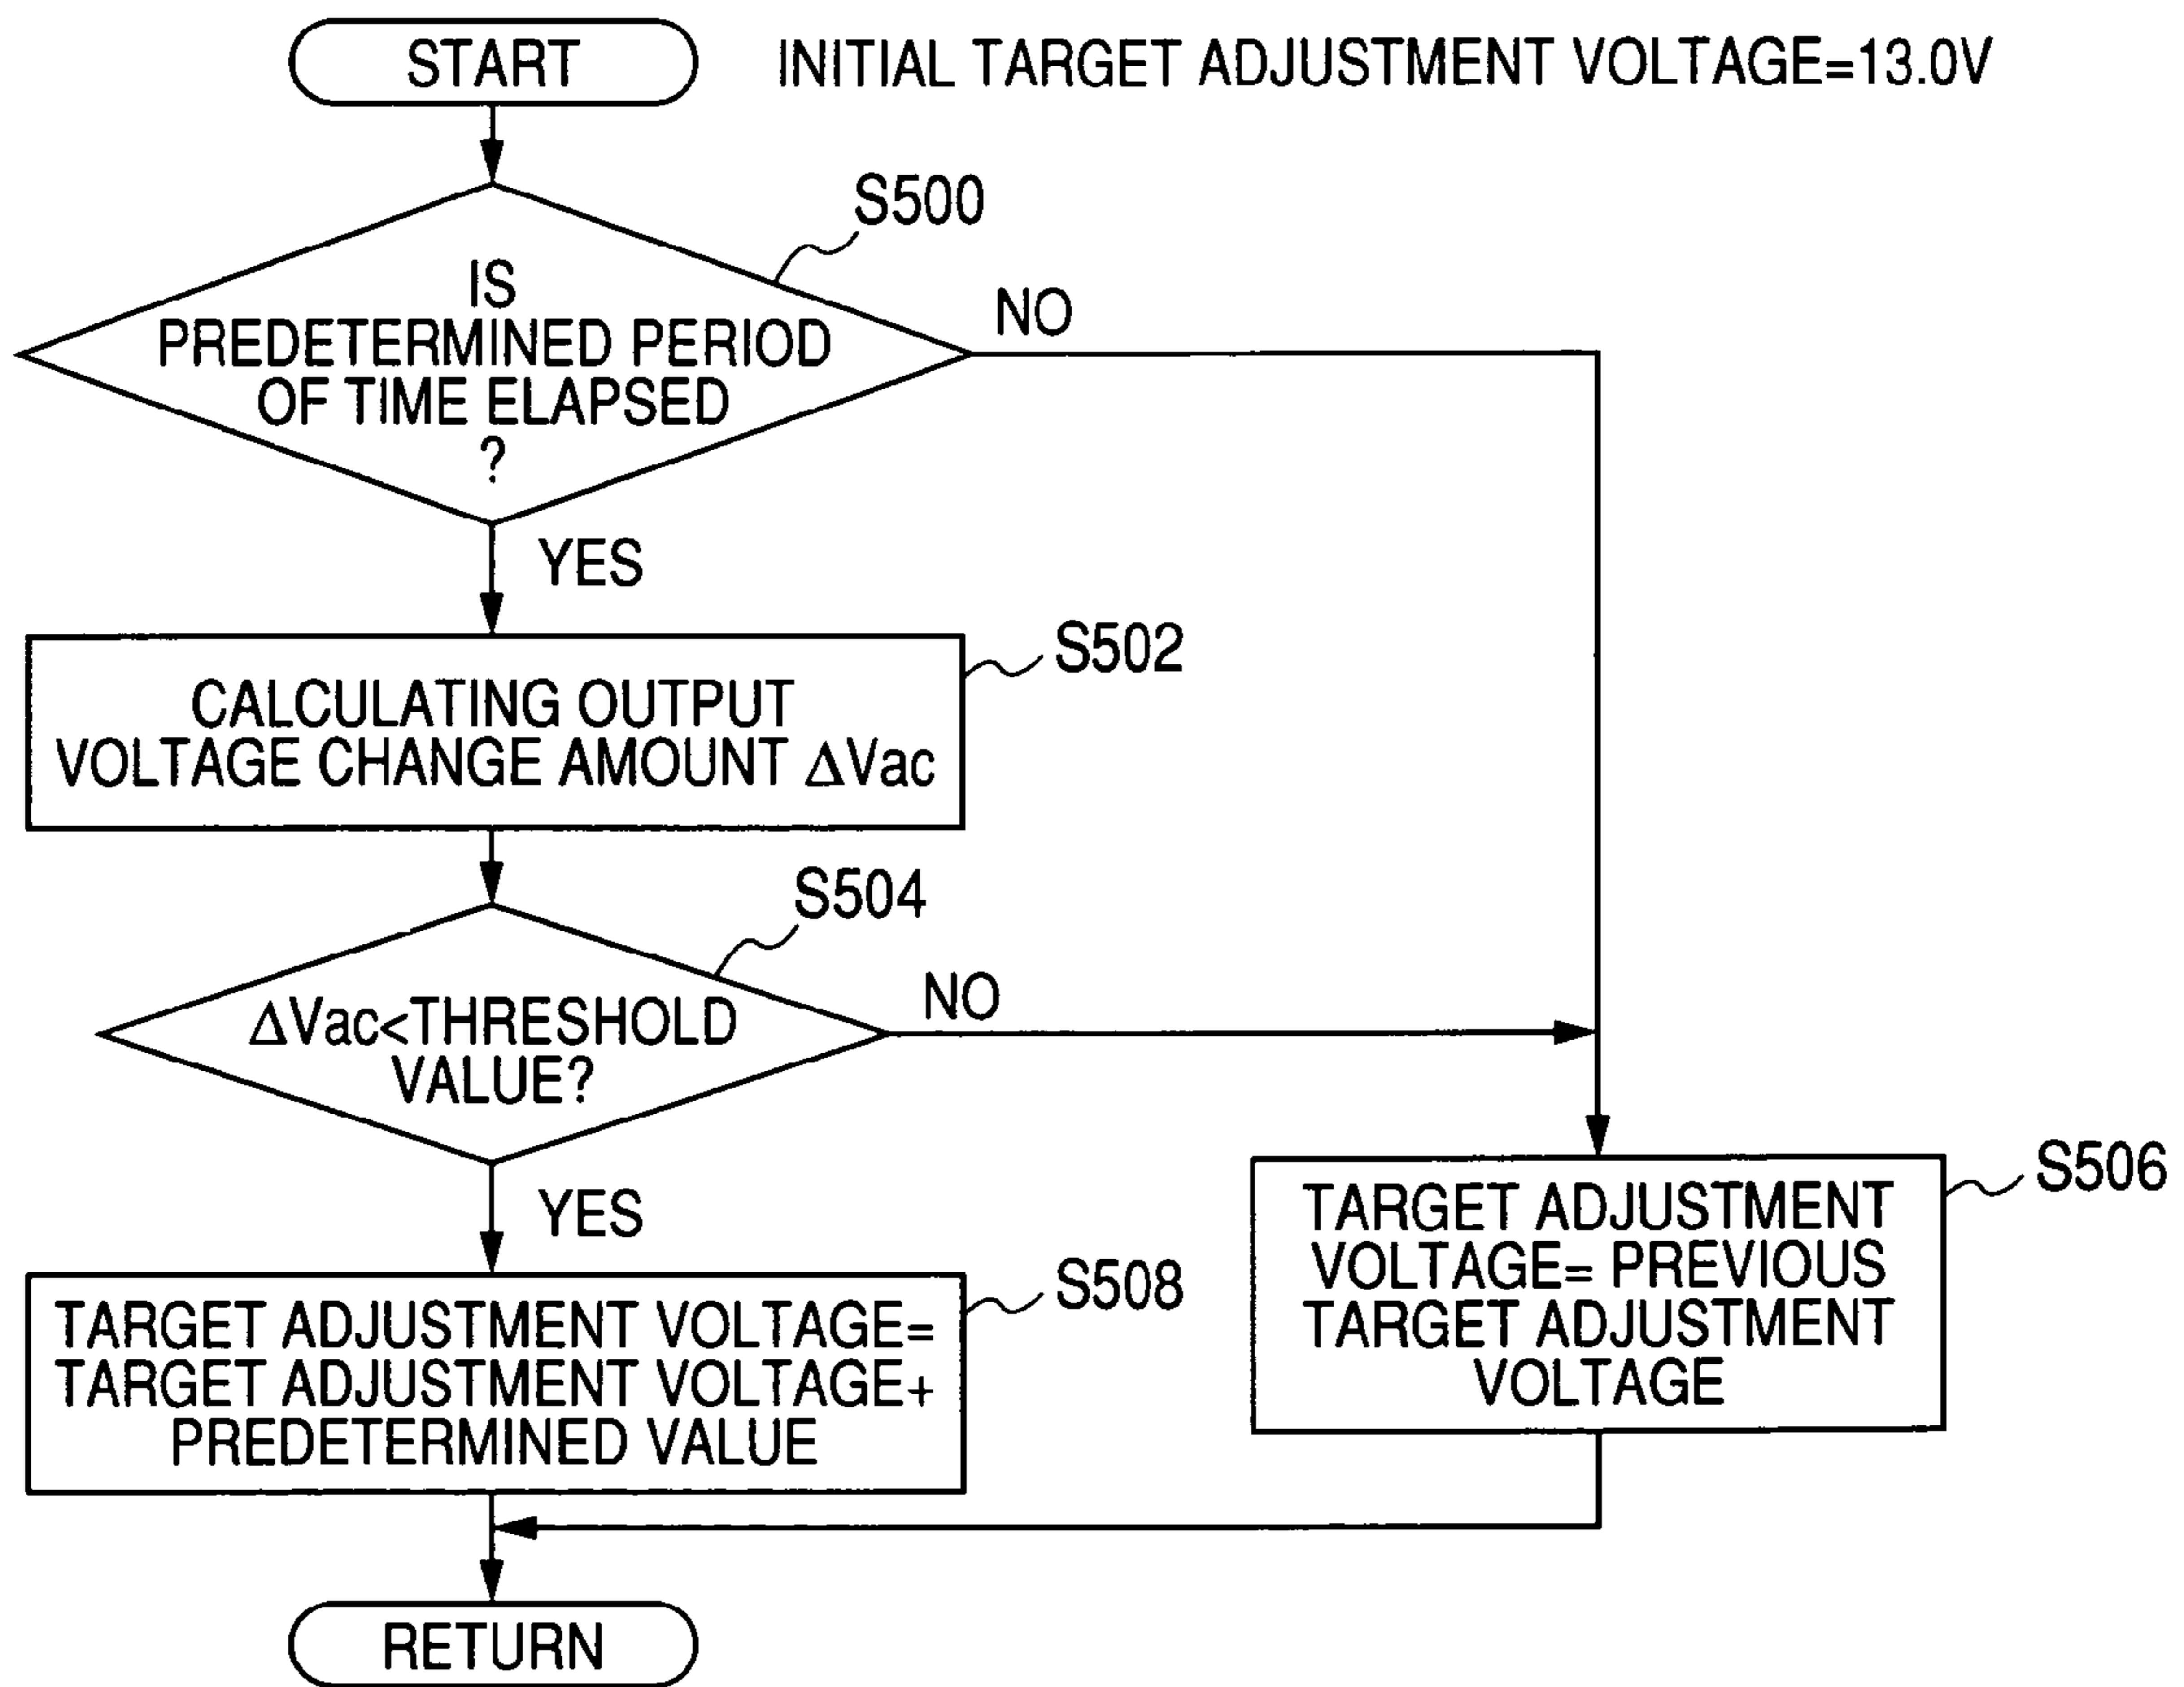 START
INITIAL TARGET ADJUSTMENT VOLTAGE=13.0V
S500
IS
PREDETERMINED PERIOD
OF TIME ELAPSED
?
NO
YES
S502
CALCULATING OUTPUT
VOLTAGE CHANGE AMOUNT ΔVac
S504
ΔVac<THRESHOLD
VALUE?
NO
YES
S506
TARGET ADJUSTMENT
VOLTAGE= PREVIOUS
TARGET ADJUSTMENT
VOLTAGE
S508
TARGET ADJUSTMENT VOLTAGE=
TARGET ADJUSTMENT VOLTAGE+
PREDETERMINED VALUE
RETURN